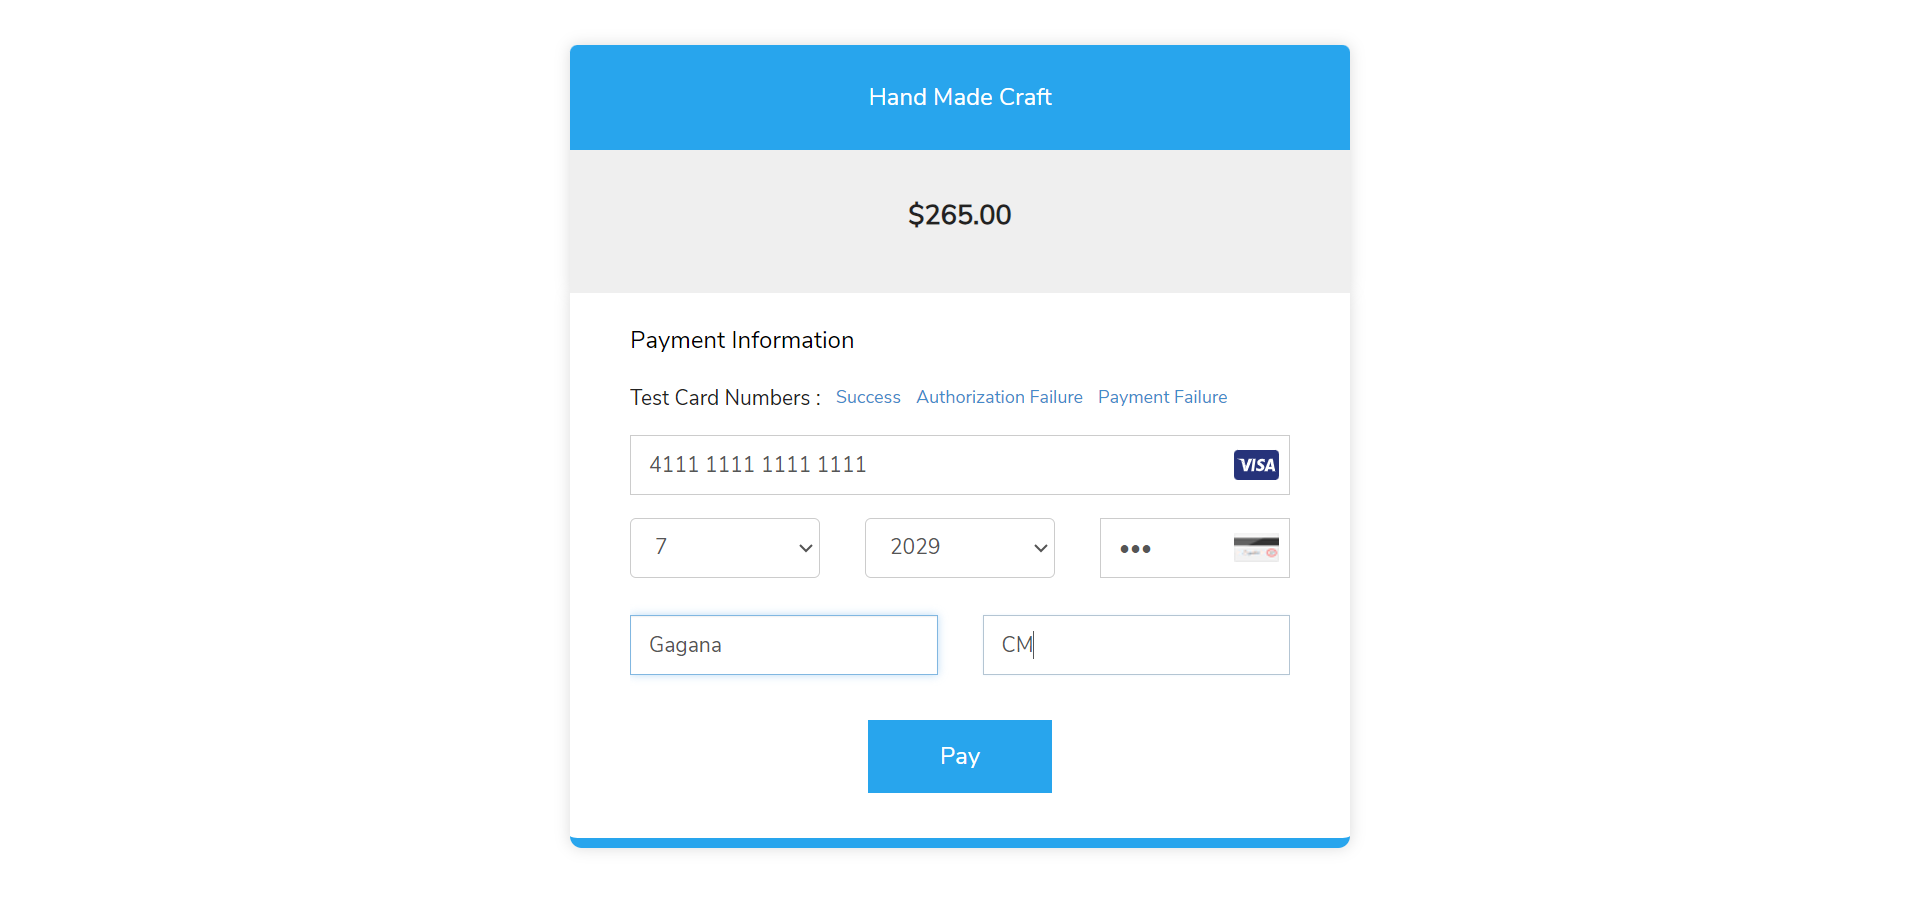 Hand Made Craft
$265.00
Payment Information
Test Card Numbers : Success Authorization Failure Payment Failure
4111 1111 1111 1111 VISA
7 2029 •••
Gagana CM
Pay